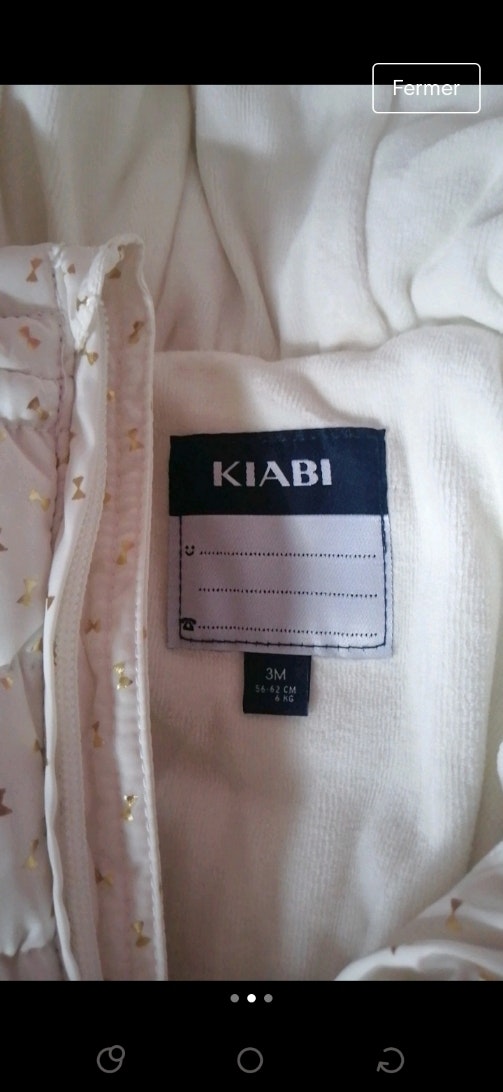 Fermer
KIABI
3M
56-62 CM
6 KG